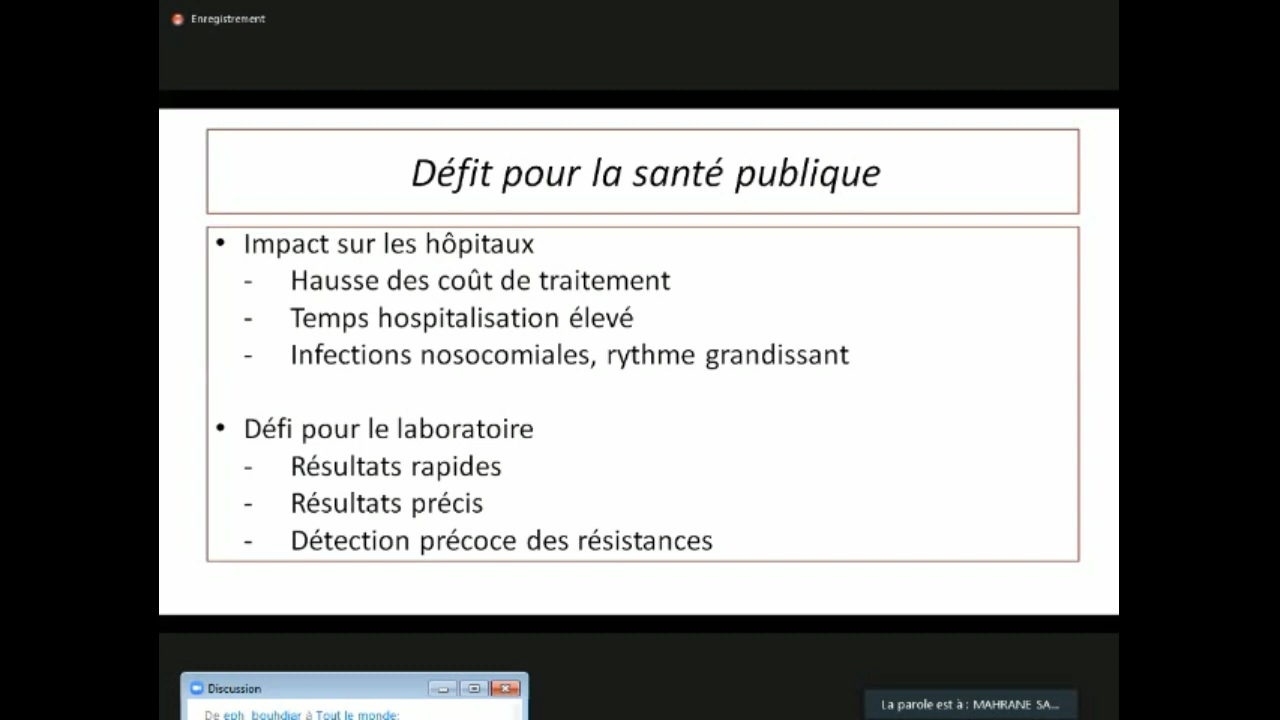 Enregistrement
Défit pour la santé publique
• Impact sur les hôpitaux
- Hausse des coût de traitement
- Temps hospitalisation élevé
- Infections nosocomiales, rythme grandissant
• Défi pour le laboratoire
- Résultats rapides
- Résultats précis
- Détection précoce des résistances
Discussion
De eph_bouhdjar à Tout le monde:
La parole est à : MAHRANE SA...